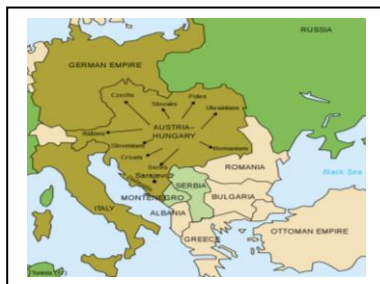 RUSSIA
GERMAN EMPIRE
Czechs
Slovaks
Poles
Ukrainians
AUSTRIA-
HUNGARY
Italians
Slovenians
Croats
Romanians
Serbs
Sarajevo
ROMANIA
Black Sea
SERBIA
MONTENEGRO
BULGARIA
ITALY
ALBANIA
GREECE
OTTOMAN EMPIRE